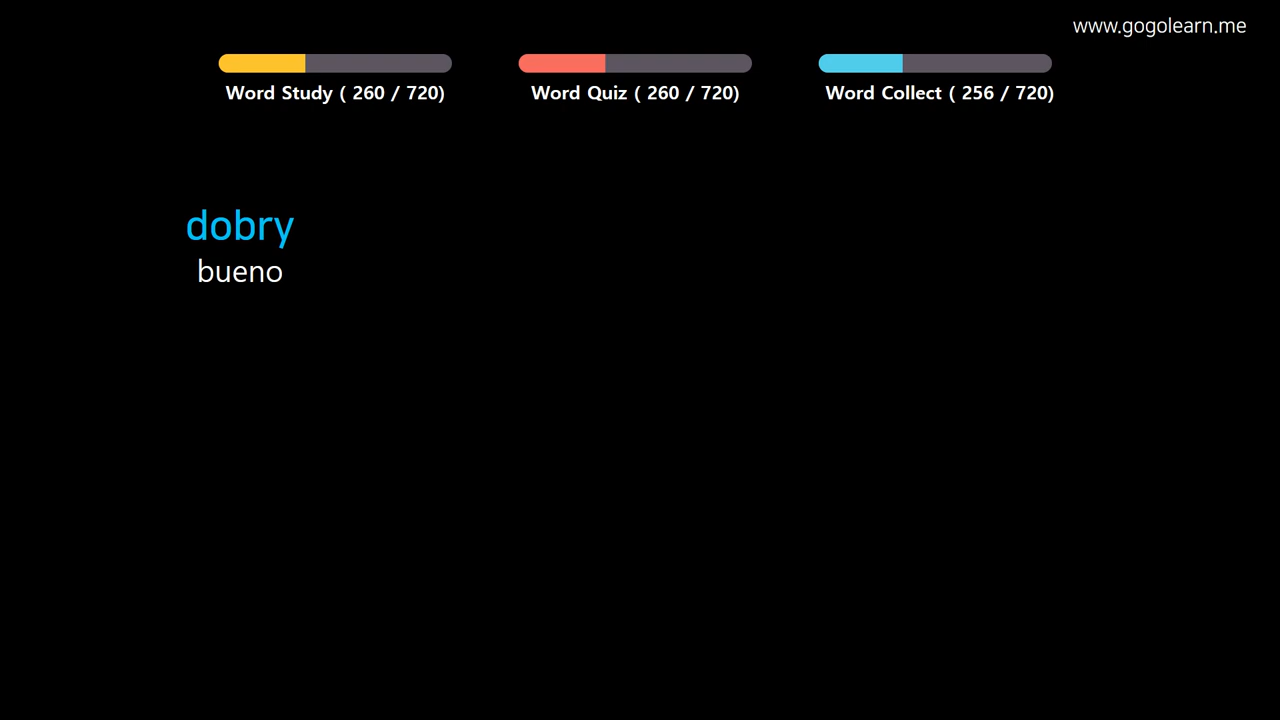 www.gogolearn.me
Word Study ( 260 / 720)
Word Quiz ( 260 / 720)
Word Collect ( 256 / 720)
dobry
bueno